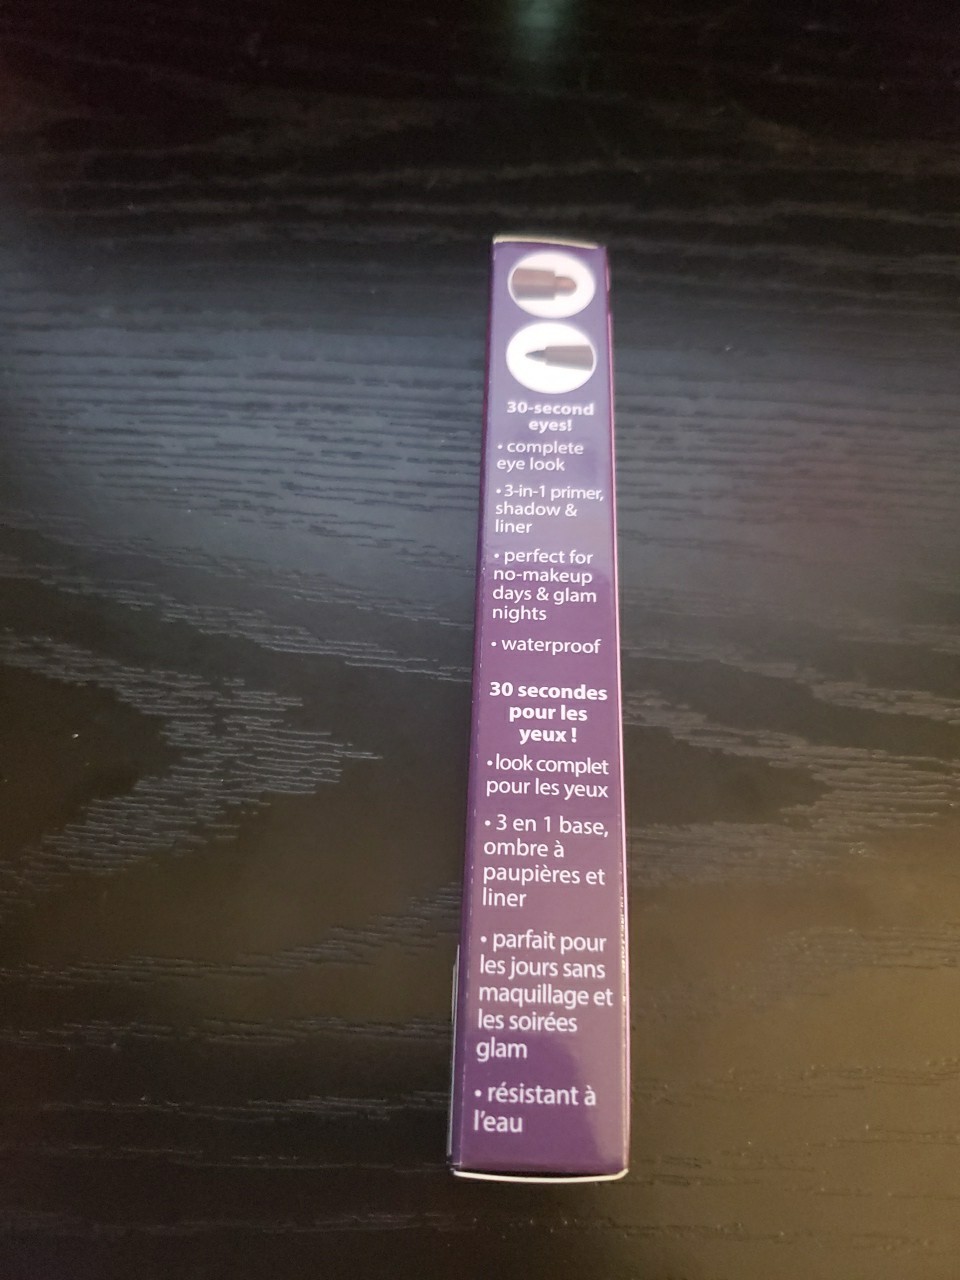 30-second
eyes!
• complete
eye look
• 3-in-1 primer,
shadow &
liner
• perfect for
no-makeup
days & glam
nights
• waterproof
30 secondes
pour les
yeux !
• look complet
pour les yeux
• 3 en 1 base,
ombre à
paupières et
liner
• parfait pour
les jours sans
maquillage et
les soirées
glam
• résistant à
l'eau